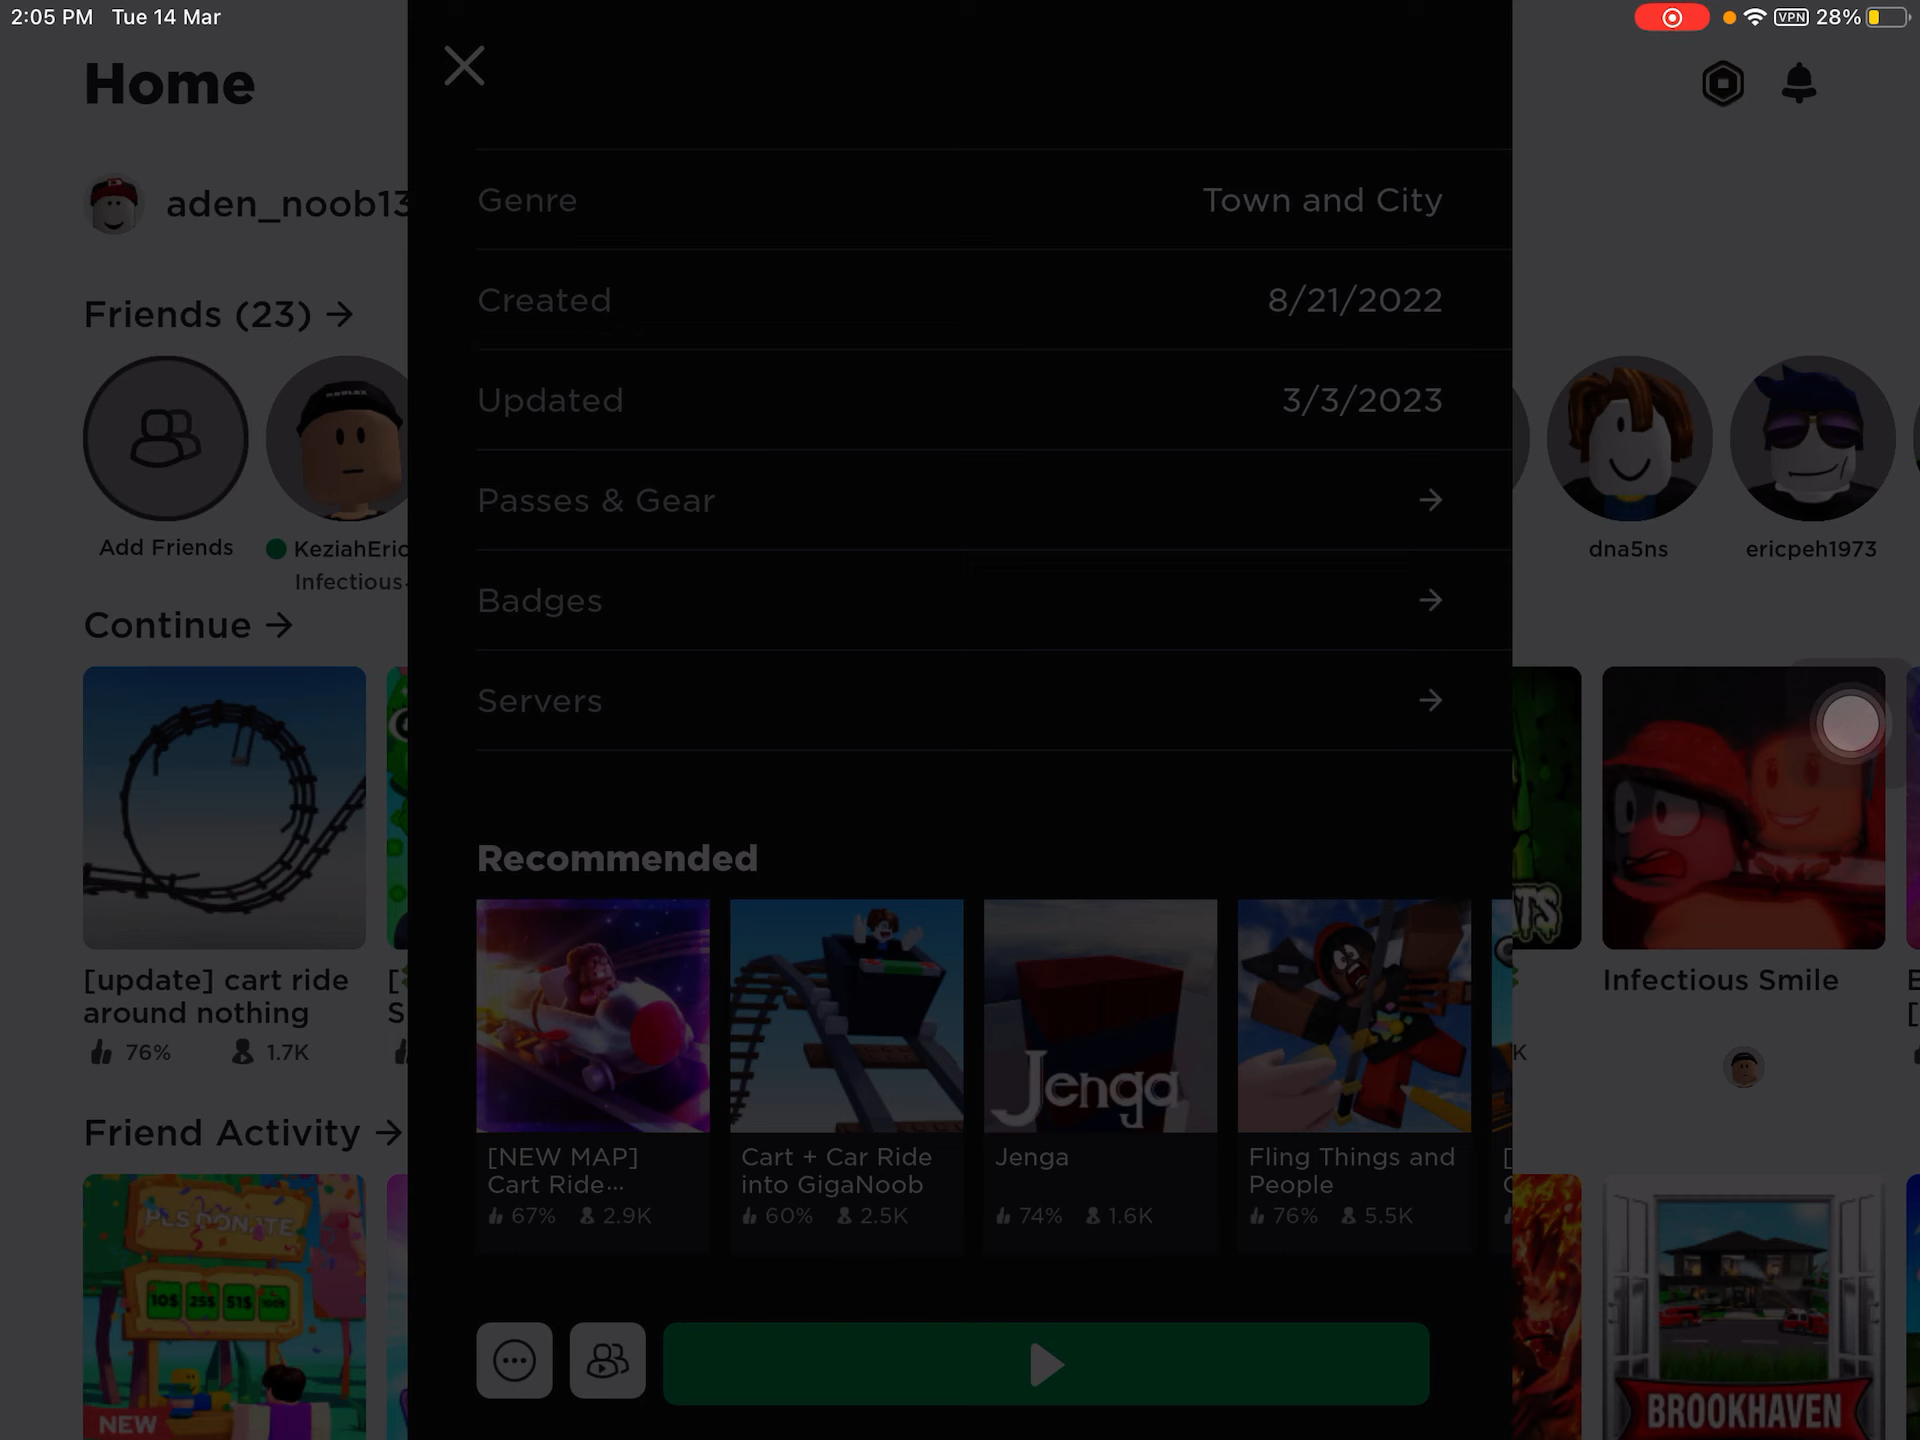 2:05 PM Tue 14 Mar
VPN 28%
Home
aden_noob13
Friends (23)
Add Friends
KeziahEric
Infectious
dna5ns
ericpeh1973
Continue
[update] cart ride
around nothing
76% 1.7K
Infectious Smile
K
Friend Activity
PLS DONATE
10$ 25$ 51$
NEW
BROOKHAVEN
Genre Town and City
Created 8/21/2022
Updated 3/3/2023
Passes & Gear
Badges
Servers
Recommended
Jenga
[NEW MAP]
Cart Ride...
67% 2.9K
Cart + Car Ride
into GigaNoob
60% 2.5K
Jenga
74% 1.6K
Fling Things and
People
76% 5.5K